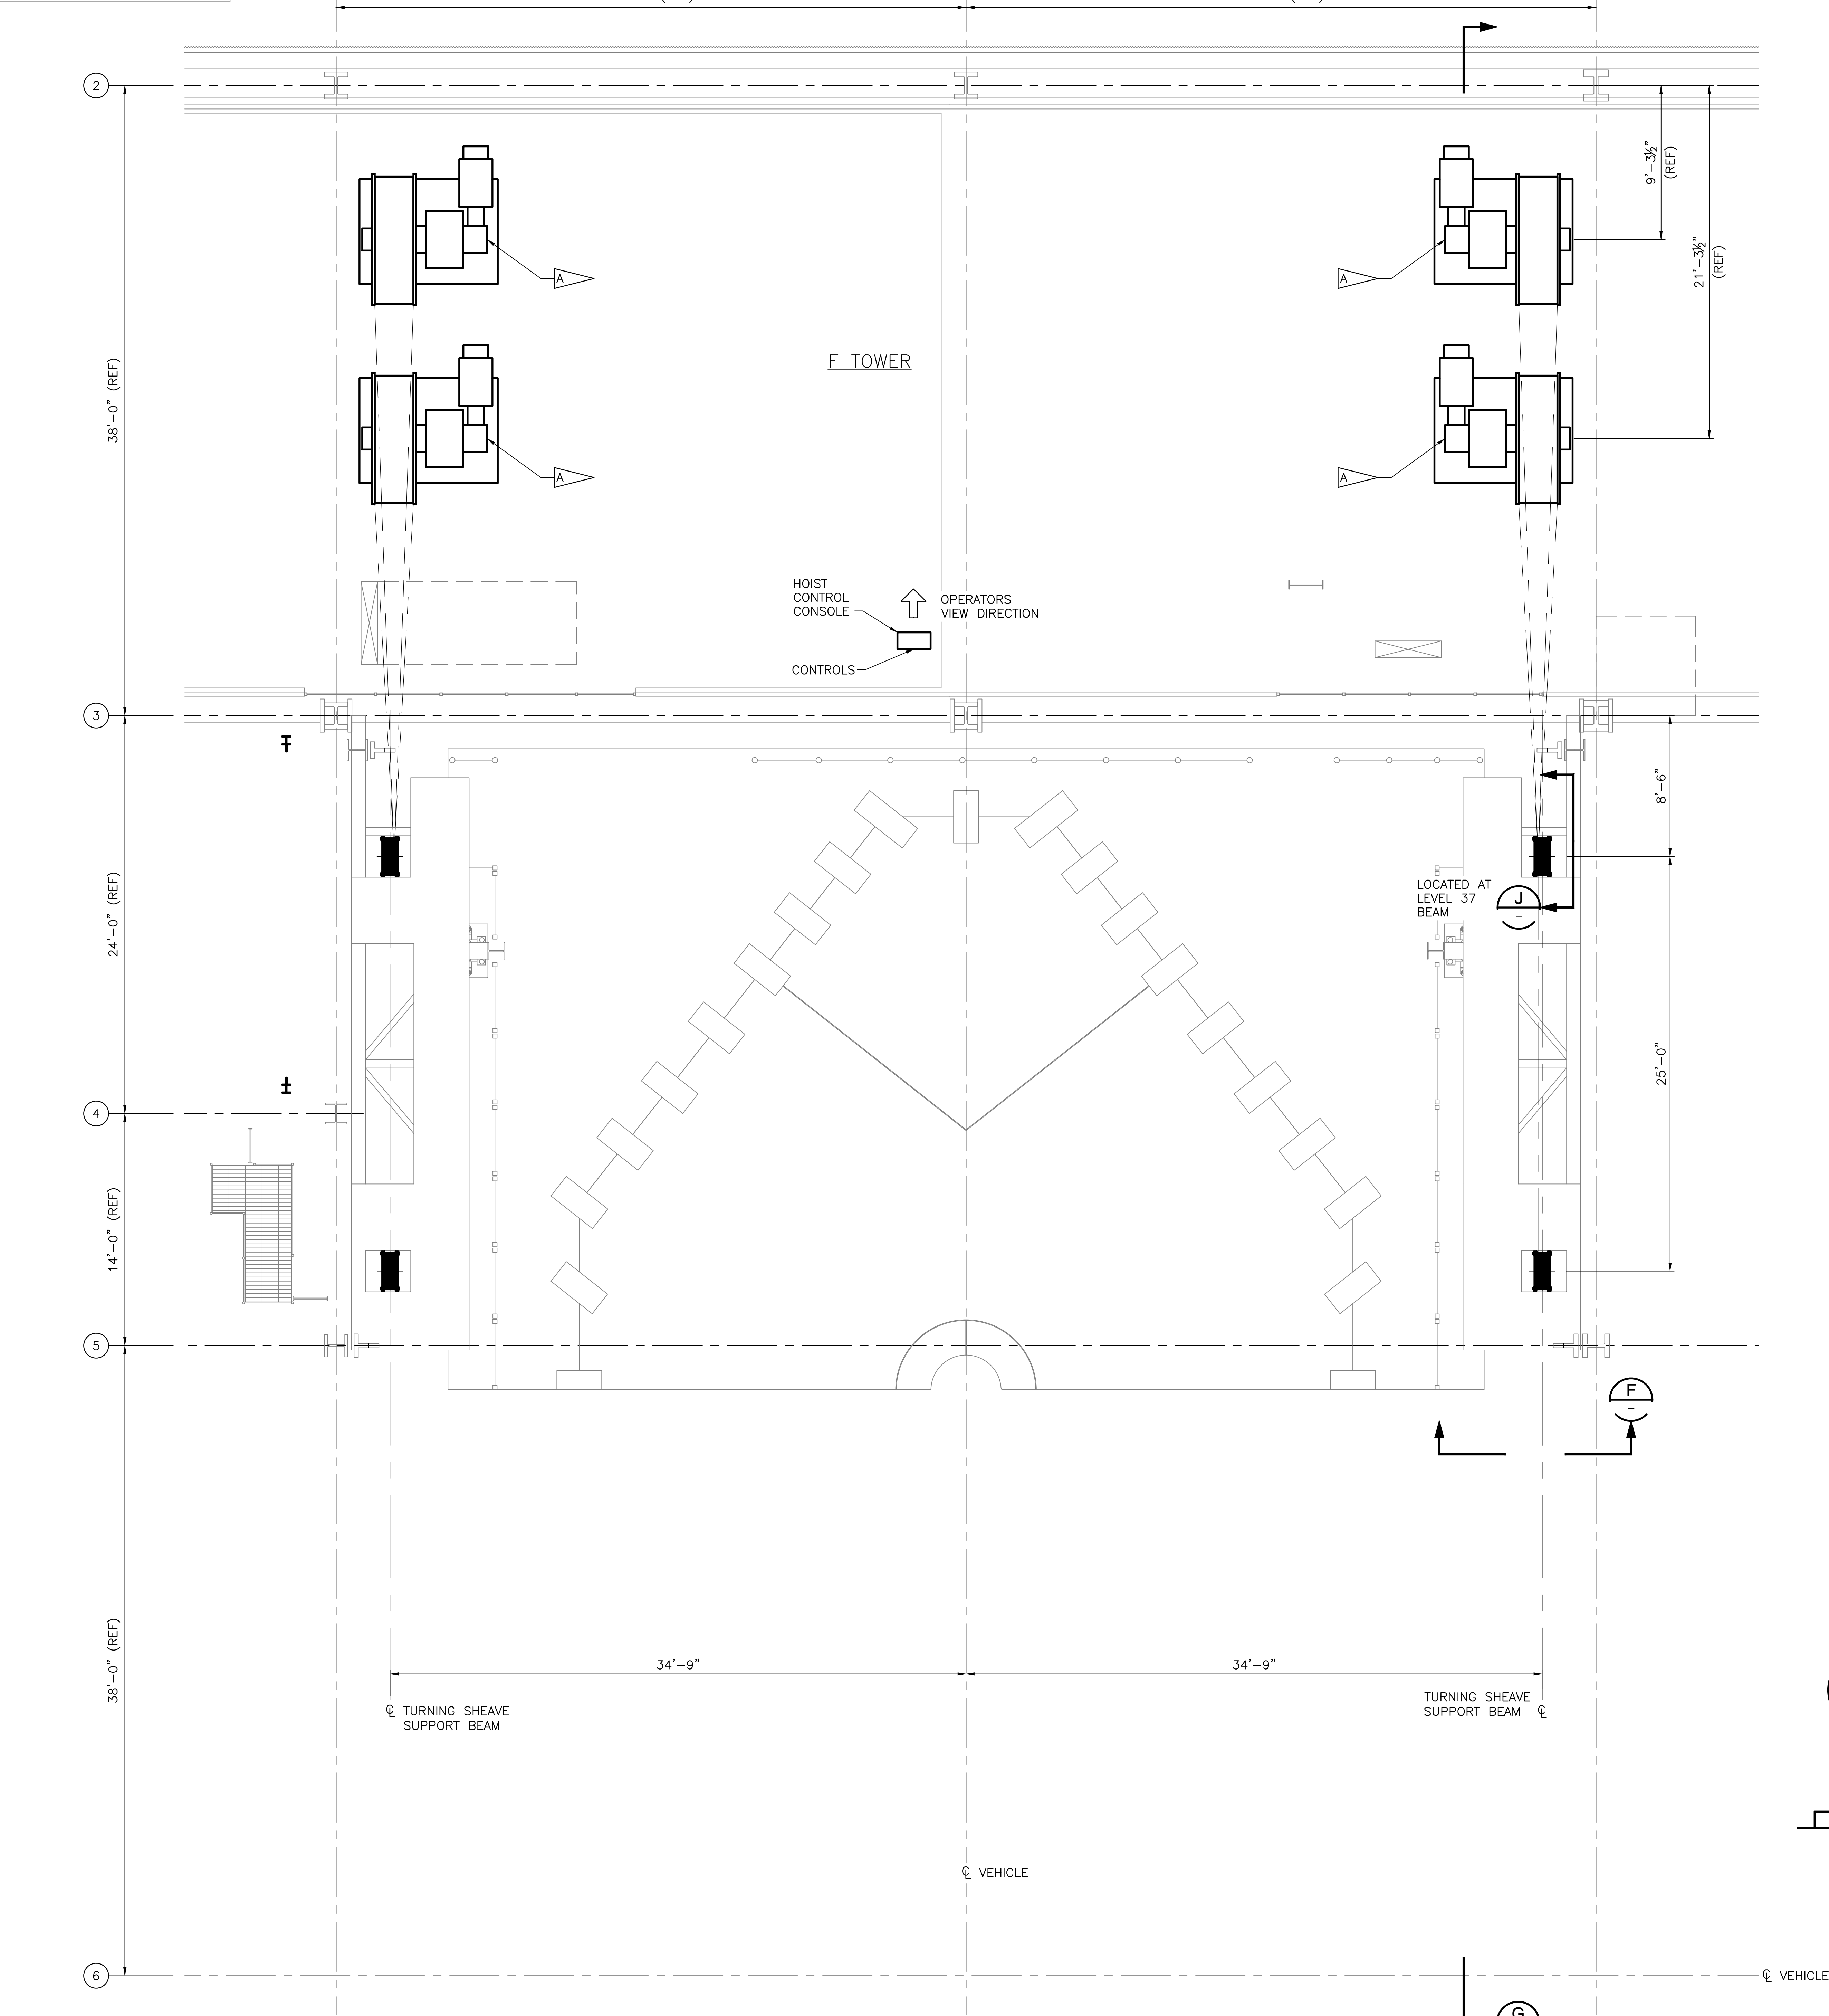 2
9'-3½"
(REF)
21'-3½"
(REF)
A
A
F TOWER
38'-0" (REF)
A
A
HOIST
CONTROL
CONSOLE
OPERATORS
VIEW DIRECTION
CONTROLS
3
8'-6"
24'-0" (REF)
LOCATED AT
LEVEL 37
BEAM
J
-
25'-0"
4
14'-0" (REF)
5
F
-
38'-0" (REF)
34'-9"
34'-9"
℄ TURNING SHEAVE
SUPPORT BEAM
TURNING SHEAVE
SUPPORT BEAM ℄
℄ VEHICLE
6
℄ VEHICLE
G